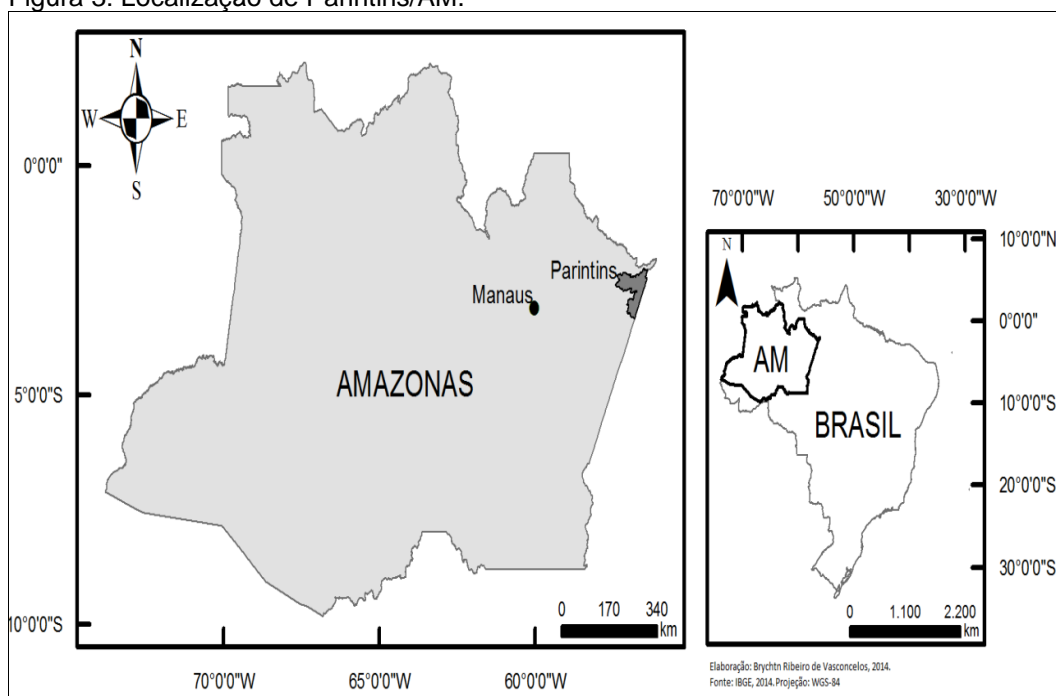 Figura 3: Localização de Parintins/AM.
N
W
E
S
0°0'0"
5°0'0"S
10°0'0"S
Parintins
Manaus
AMAZONAS
0 170 340
km
70°0'0"W 65°0'0"W 60°0'0"W
70°0'0"W 50°0'0"W 30°0'0"W
N
10°0'0"N
0°0'0"
10°0'0"S
20°0'0"S
30°0'0"S
AM
BRASIL
0 1.100 2.200
km
Elaboração: Brychtn Ribeiro de Vasconcelos, 2014.
Fonte: IBGE, 2014. Projeção: WGS-84